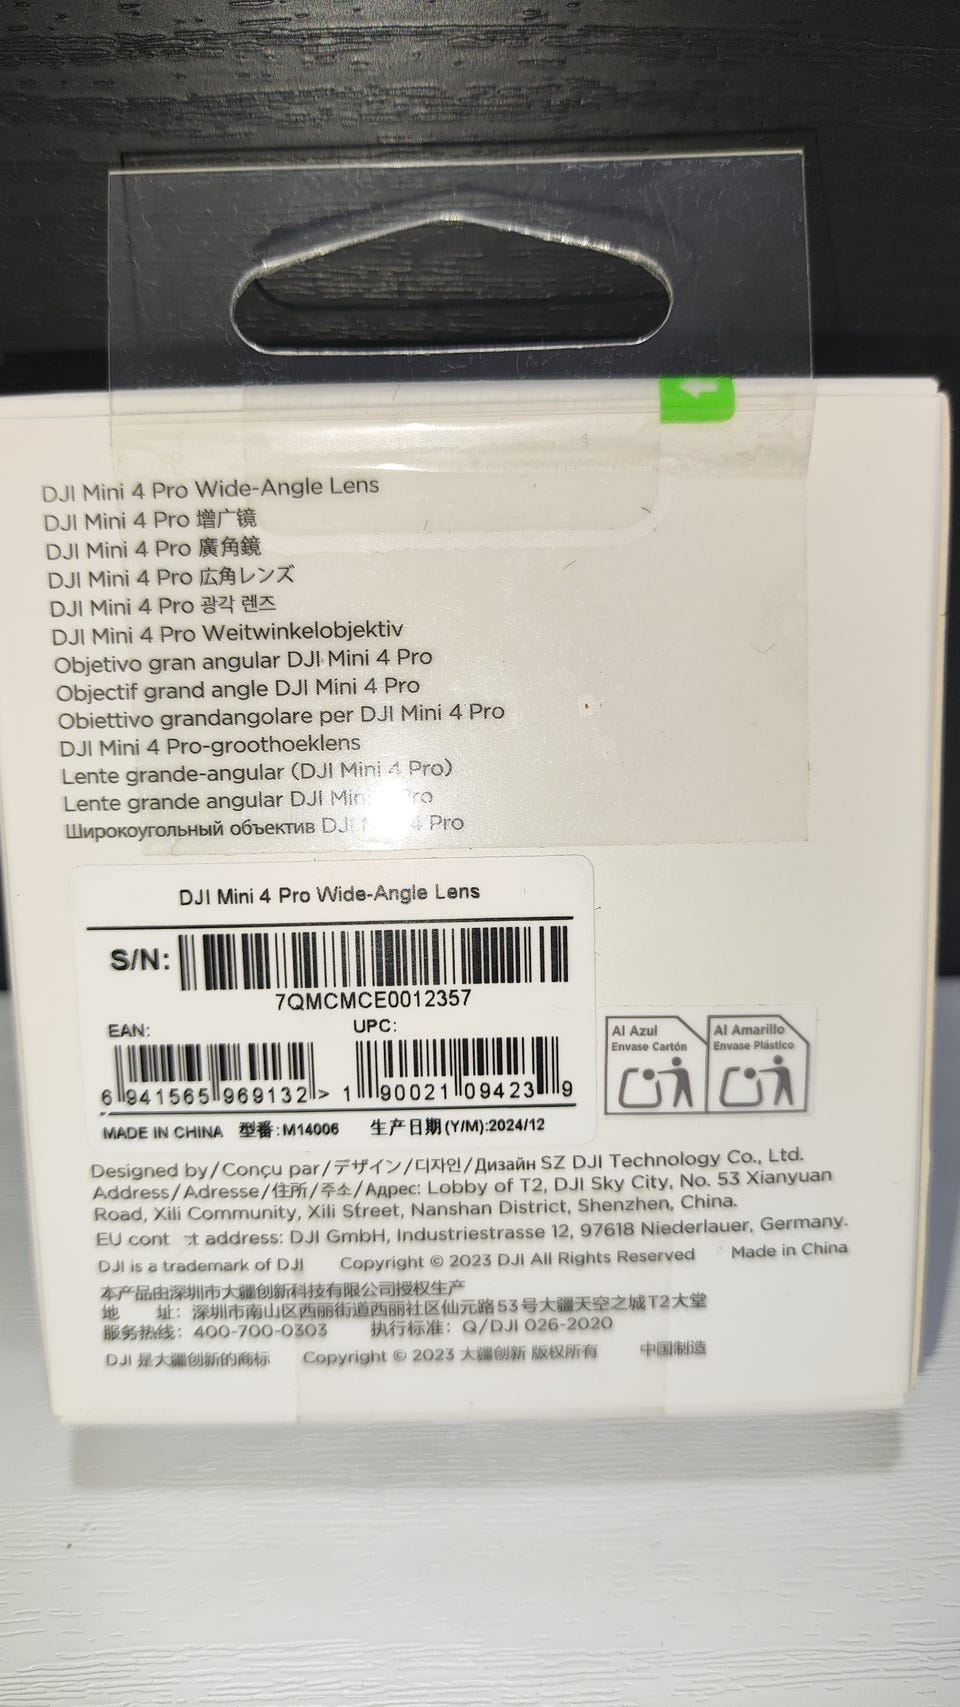 DJI Mini 4 Pro Wide-Angle Lens
DJI Mini 4 Pro 增广镜
DJI Mini 4 Pro 廣角鏡
DJI Mini 4 Pro 広角レンズ
DJI Mini 4 Pro 광각 렌즈
DJI Mini 4 Pro Weitwinkelobjektiv
Objetivo gran angular DJI Mini 4 Pro
Objectif grand angle DJI Mini 4 Pro
Obiettivo grandangolare per DJI Mini 4 Pro
DJI Mini 4 Pro-groothoeklens
Lente grande-angular (DJI Mini 4 Pro)
Lente grande angular DJI Mini Pro
Широкоугольный объектив DJI 4 Pro
DJI Mini 4 Pro Wide-Angle Lens
S/N:
7QMCMCE0012357
EAN: UPC:
6 941565 969132 > 1 90021 09423 9
MADE IN CHINA 型番:M14006 生产日期(Y/M):2024/12
Al Azul
Envase Cartón
Al Amarillo
Envase Plástico
Designed by/Conçu par/デザイン/디자인/Дизайн SZ DJI Technology Co., Ltd.
Address/Adresse/住所/주소/Адрес: Lobby of T2, DJI Sky City, No. 53 Xianyuan
Road, Xili Community, Xili Street, Nanshan District, Shenzhen, China.
EU cont ct address: DJI GmbH, Industriestrasse 12, 97618 Niederlauer, Germany.
DJI is a trademark of DJI Copyright © 2023 DJI All Rights Reserved Made in China
本产品由深圳市大疆创新科技有限公司授权生产
地 址：深圳市南山区西丽街道西丽社区仙元路53号大疆天空之城T2大堂
服务热线：400-700-0303 执行标准：Q/DJI 026-2020
DJI 是大疆创新的商标 Copyright © 2023 大疆创新 版权所有 中国制造